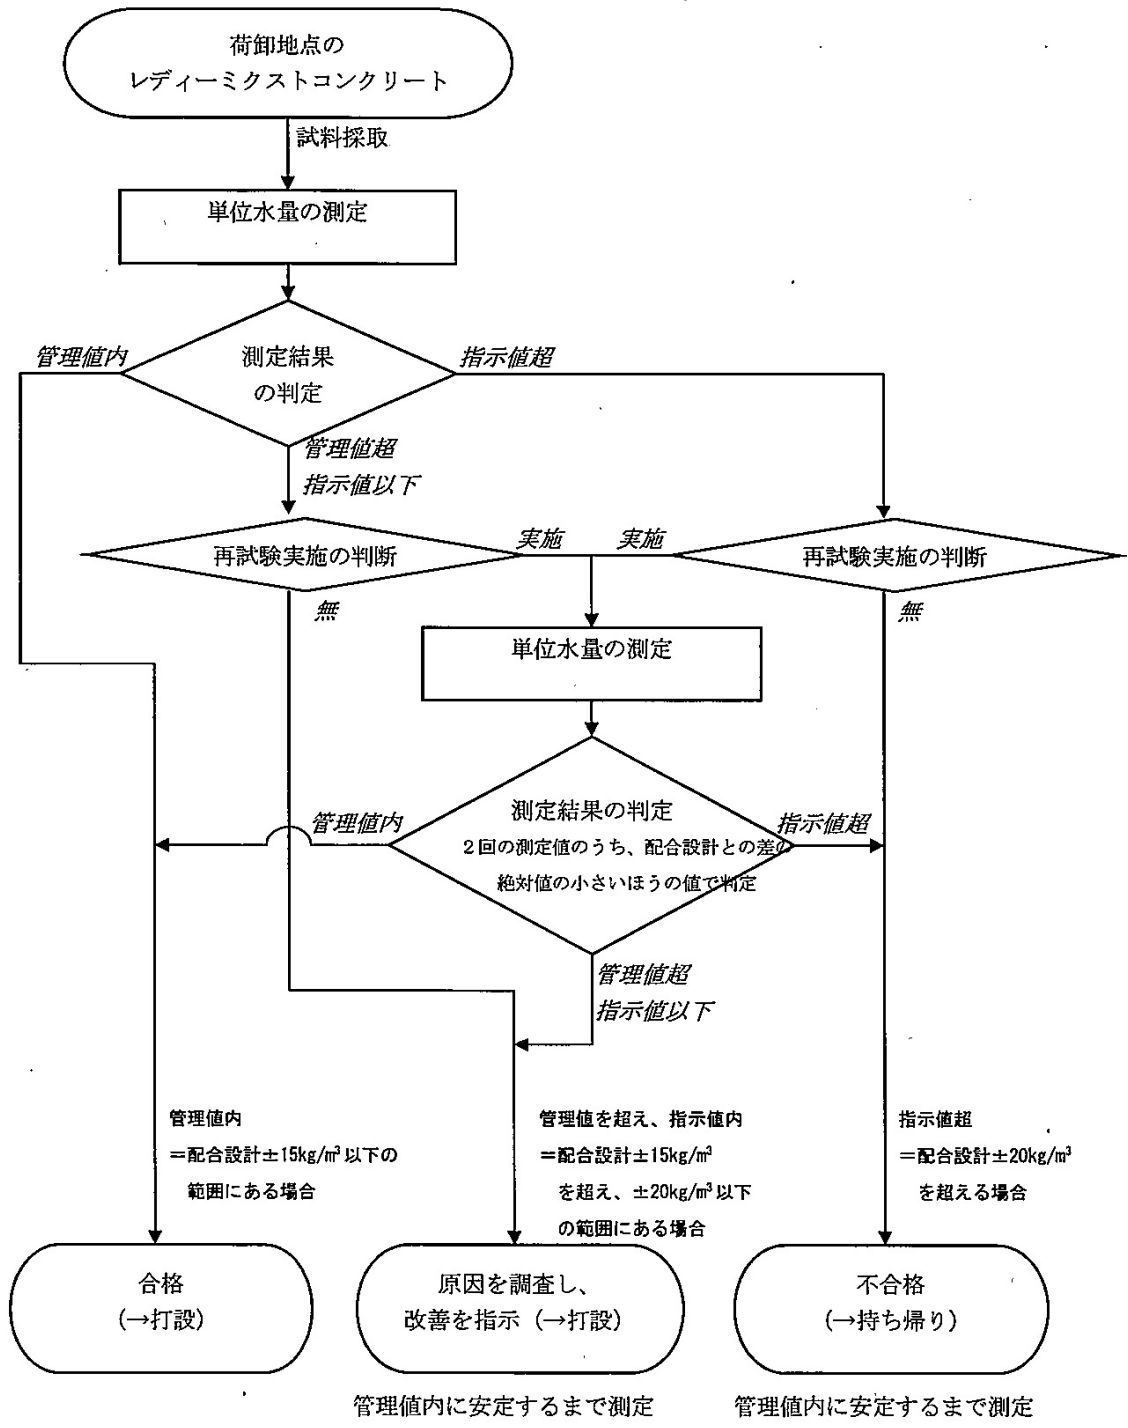 荷卸地点の
レディーミクストコンクリート
試料採取
単位水量の測定
管理値内
測定結果
の判定
指示値超
管理値超
指示値以下
再試験実施の判断
実施
実施
再試験実施の判断
無
無
単位水量の測定
管理値内
測定結果の判定
2回の測定値のうち、配合設計との差の
絶対値の小さいほうの値で判定
指示値超
管理値超
指示値以下
管理値内
＝配合設計±15kg/m³以下の
範囲にある場合
管理値を超え、指示値内
＝配合設計±15kg/m³
を超え、±20kg/m³以下
の範囲にある場合
指示値超
＝配合設計±20kg/m³
を超える場合
合格
(→打設)
原因を調査し、
改善を指示（→打設）
不合格
(→持ち帰り)
管理値内に安定するまで測定
管理値内に安定するまで測定